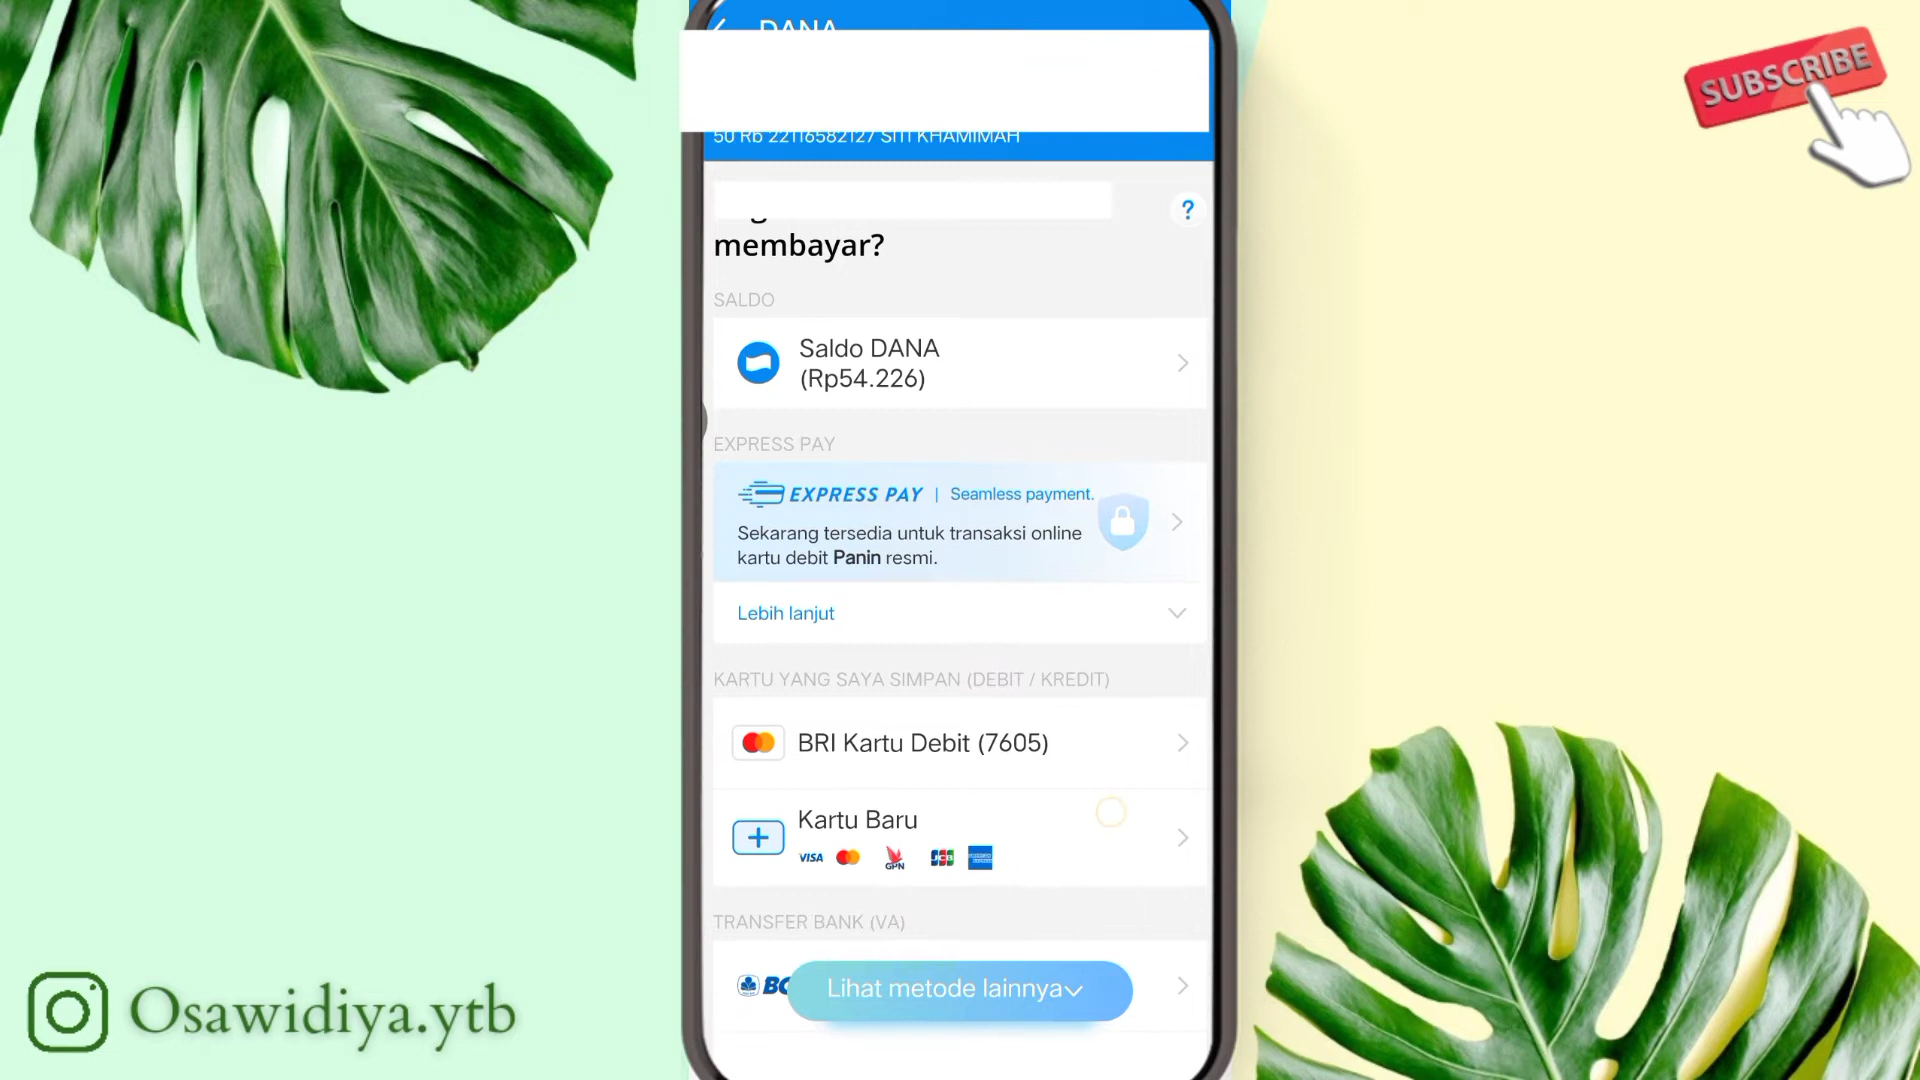 SUBSCRIBE
DANA
50 Rb 22116582127 SITI KHAMIMAH
?
membayar?
SALDO
Saldo DANA
(Rp54.226)
EXPRESS PAY
EXPRESS PAY | Seamless payment.
Sekarang tersedia untuk transaksi online
kartu debit Panin resmi.
Lebih lanjut
KARTU YANG SAYA SIMPAN (DEBIT / KREDIT)
BRI Kartu Debit (7605)
Kartu Baru
VISA GPN JCB
TRANSFER BANK (VA)
Lihat metode lainnya
Osawidiya.ytb